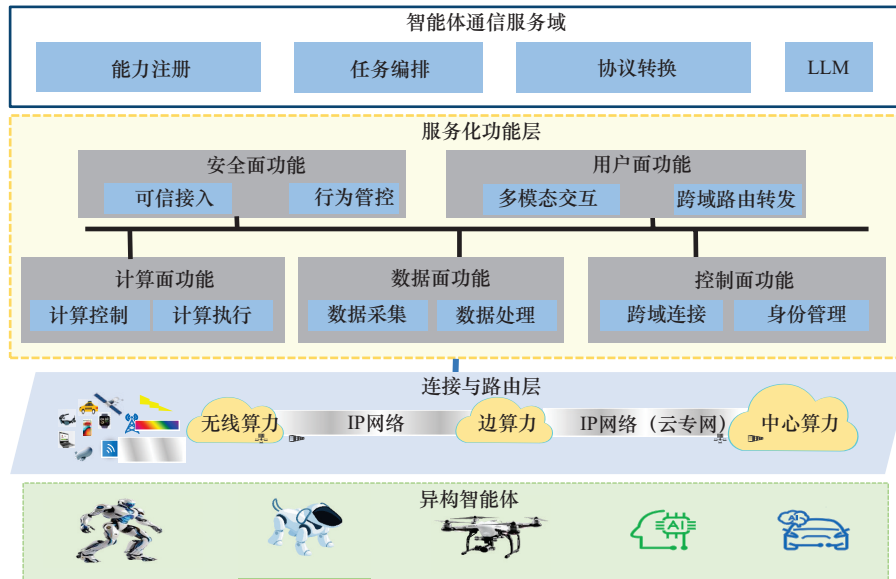 智能体通信服务域
能力注册
任务编排
协议转换
LLM
服务化功能层
安全面功能
用户面功能
可信接入
行为管控
多模态交互
跨域路由转发
计算面功能
数据面功能
控制面功能
计算控制
计算执行
数据采集
数据处理
跨域连接
身份管理
连接与路由层
无线算力
IP网络
边算力
IP网络（云专网）
中心算力
异构智能体
AI
AI